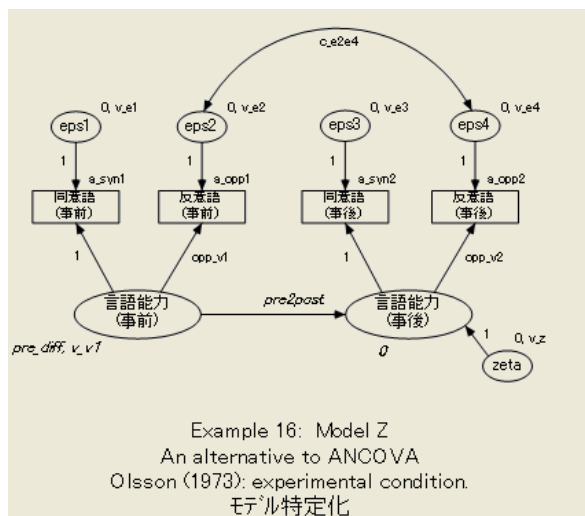 c_e2e4
0, v_e1
0, v_e2
0, v_e3
0, v_e4
eps1
eps2
eps3
eps4
1
1
1
1
a_syn1
a_opp1
a_syn2
a_opp2
同意語
(事前)
反意語
(事前)
同意語
(事後)
反意語
(事後)
1
opp_v1
1
opp_v2
言語能力
(事前)
pre2post
言語能力
(事後)
pre_diff, v_v1
0
1
0, v_z
zeta
Example 16: Model Z
An alternative to ANCOVA
Olsson (1973): experimental condition.
モデル特定化